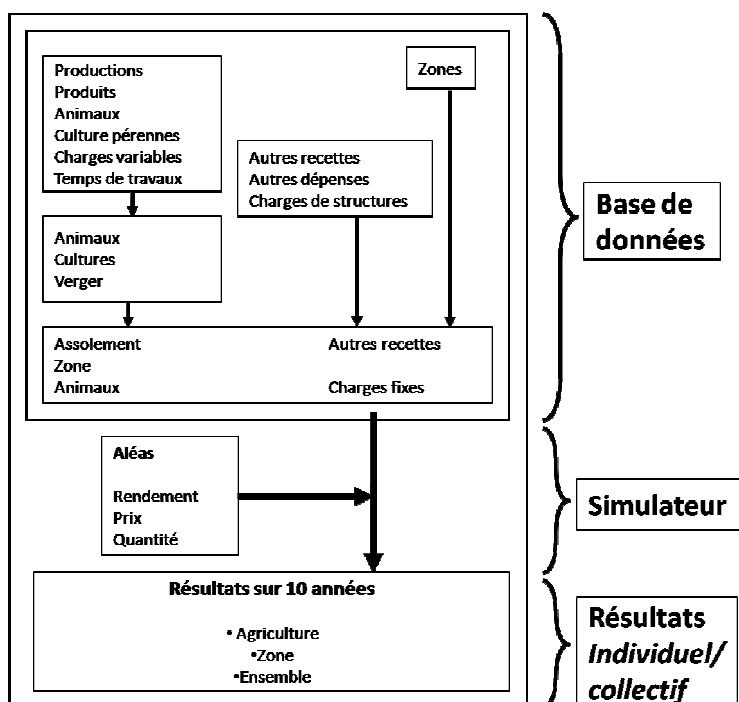 Productions
Produits
Animaux
Culture pérennes
Charges variables
Temps de travaux
Zones
Autres recettes
Autres dépenses
Charges de structures
Animaux
Cultures
Verger
Assolement
Zone
Animaux
Autres recettes
Charges fixes
Base de
données
Aléas
Rendement
Prix
Quantité
Simulateur
Résultats sur 10 années
• Agriculture
•Zone
•Ensemble
Résultats
Individuel/
collectif